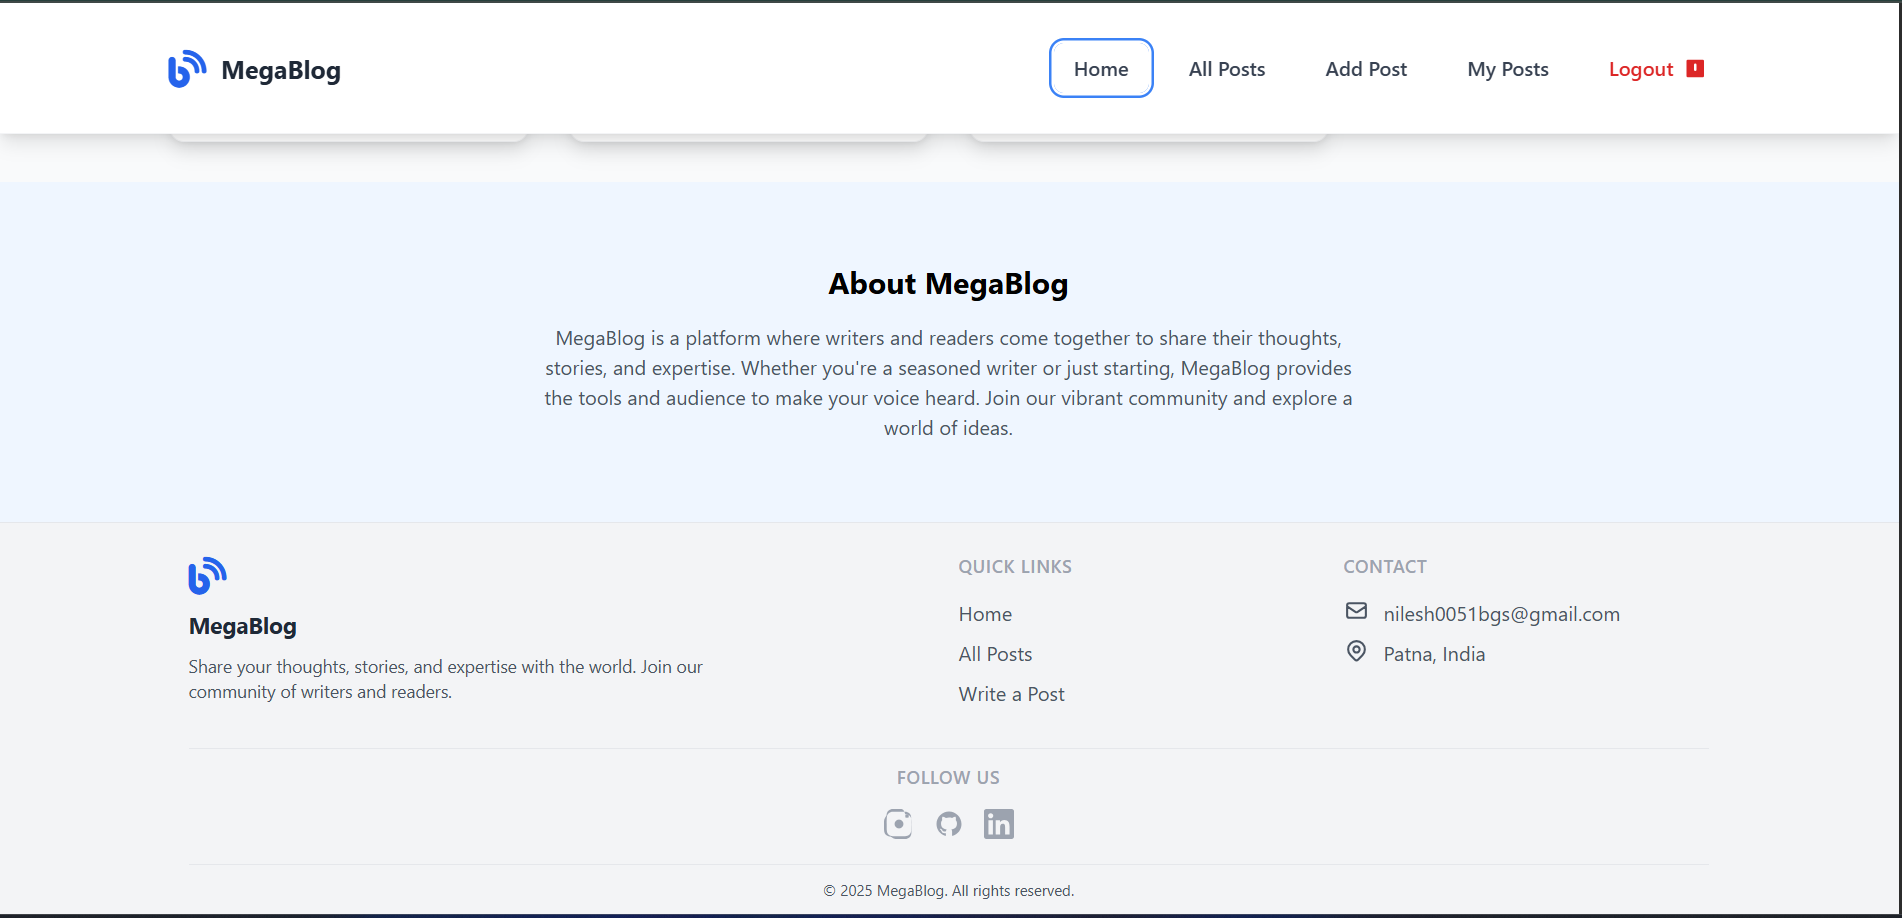 MegaBlog
Home
All Posts
Add Post
My Posts
Logout
About MegaBlog
MegaBlog is a platform where writers and readers come together to share their thoughts,
stories, and expertise. Whether you're a seasoned writer or just starting, MegaBlog provides
the tools and audience to make your voice heard. Join our vibrant community and explore a
world of ideas.
MegaBlog
Share your thoughts, stories, and expertise with the world. Join our
community of writers and readers.
QUICK LINKS
Home
All Posts
Write a Post
CONTACT
nilesh0051bgs@gmail.com
Patna, India
FOLLOW US
© 2025 MegaBlog. All rights reserved.